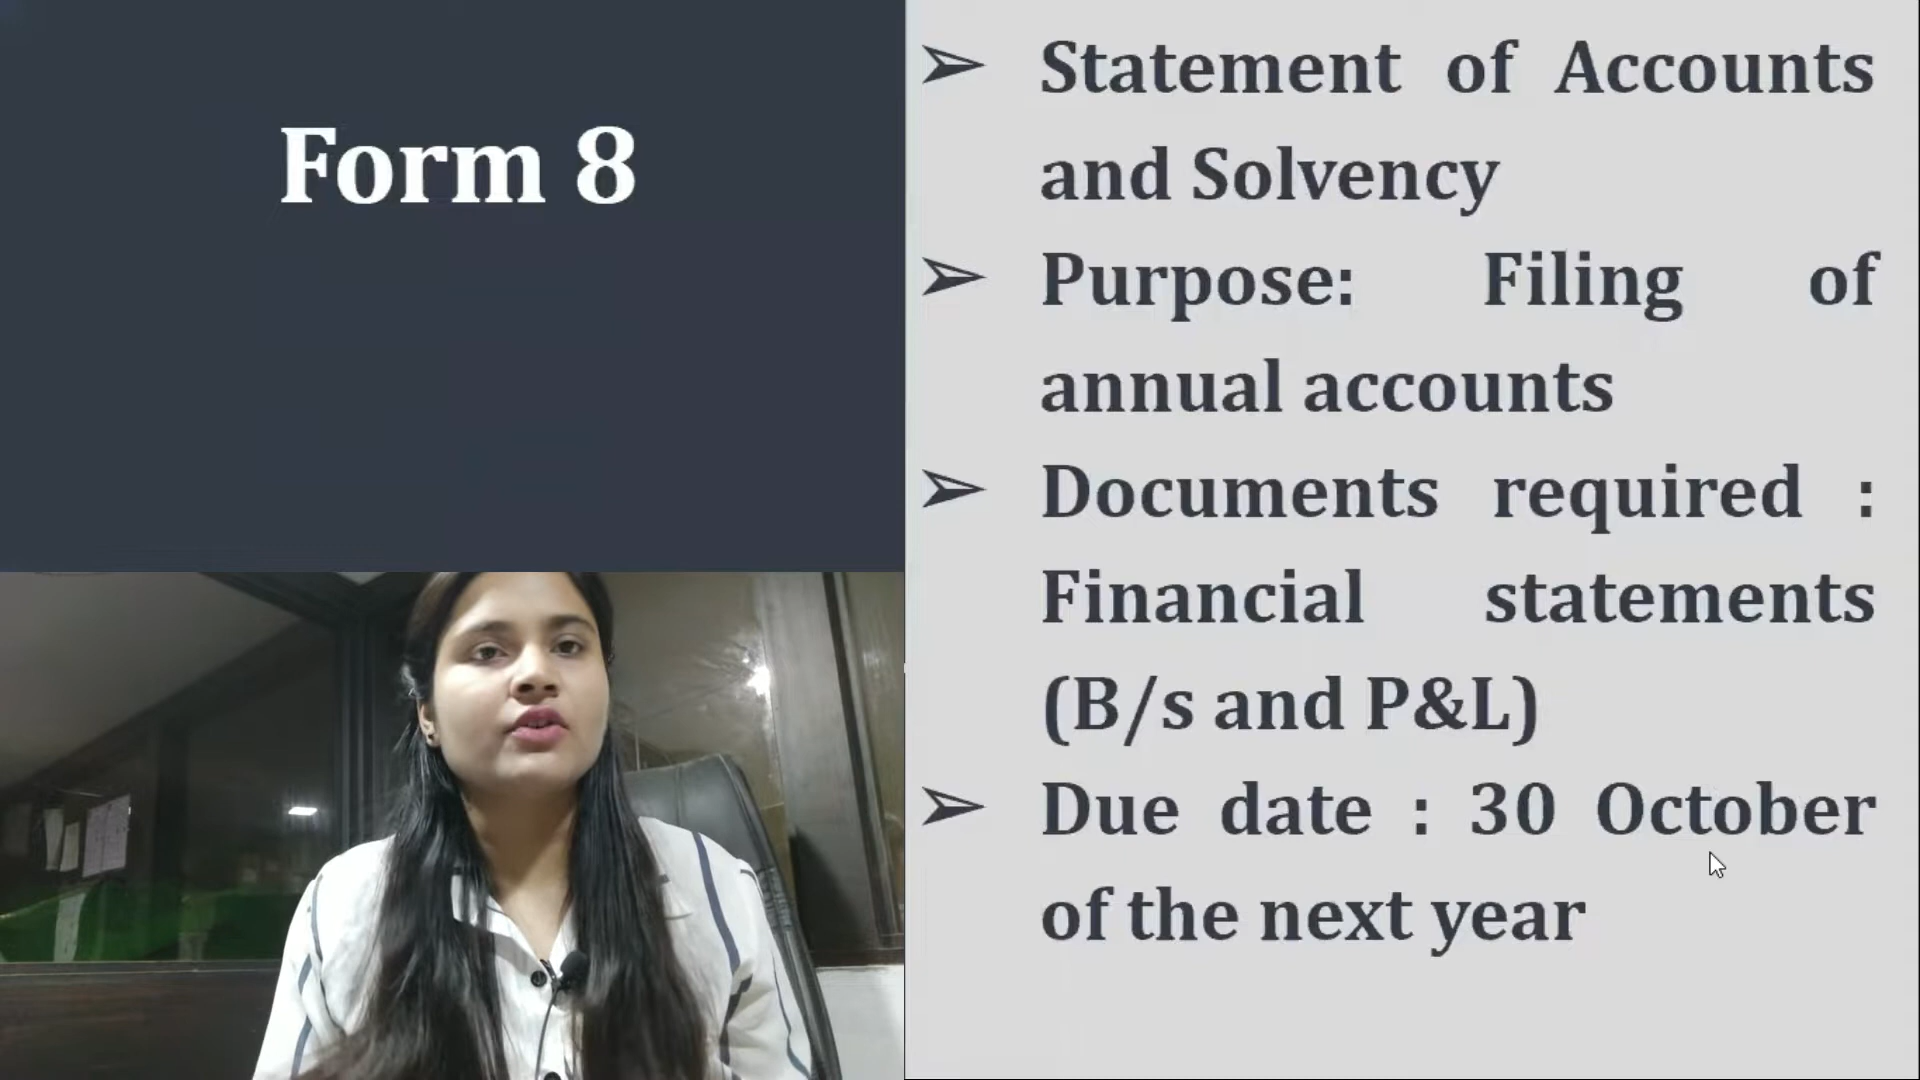 Form 8
Statement of Accounts
and Solvency
Purpose: Filing of
annual accounts
Documents required :
Financial statements
(B/s and P&L)
Due date : 30 October
of the next year